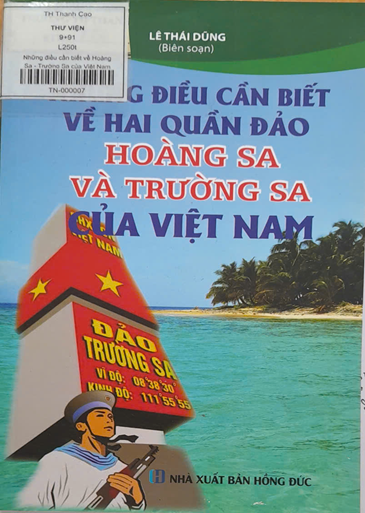 TH Thanh Cao
THƯ VIỆN
9+91
L250t
Những điều cần biết về Hoàng
Sa - Trường Sa của Việt Nam
TN-000007
LÊ THÁI DŨNG
(Biên soạn)
ĐIỀU CẦN BIẾT
VỀ HAI QUẦN ĐẢO
HOÀNG SA
VÀ TRƯỜNG SA
CỦA VIỆT NAM
VIỆT NAM
ĐẢO
TRƯỜNG SA
VĨ ĐỘ: 08 38 30
KINH ĐỘ: 111 55 55
NHÀ XUẤT BẢN HỒNG ĐỨC